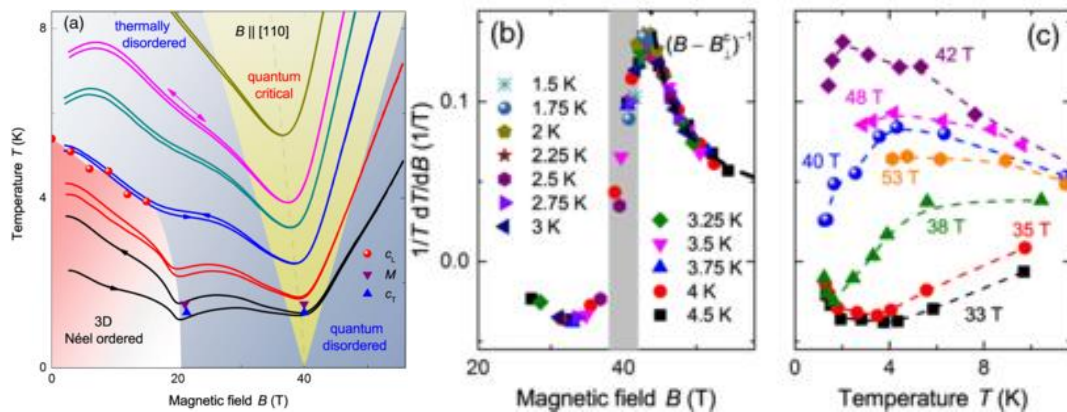 (a)
8
4
0
Temperature T (K)
thermally
disordered
B || [110]
quantum
critical
3D
Néel ordered
quantum
disordered
c_L
M
c_T
0 20 40
Magnetic field B (T)
(b)
(B – B_⊥^c)^-1
1/T dT/dB (1/T)
0.1
0.0
1.5 K
1.75 K
2 K
2.25 K
2.5 K
2.75 K
3 K
3.25 K
3.5 K
3.75 K
4 K
4.5 K
20 40
Magnetic field B (T)
(c)
42 T
48 T
40 T
53 T
38 T
35 T
33 T
0 4 8
Temperature T (K)